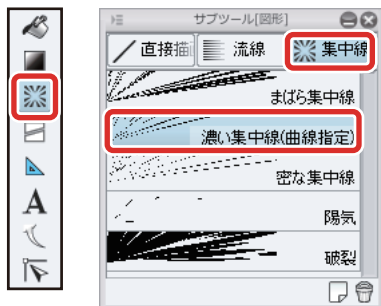 サブツール[図形]
直接描
流線
集中線
まばら集中線
濃い集中線(曲線指定)
密な集中線
陽気
破裂
A